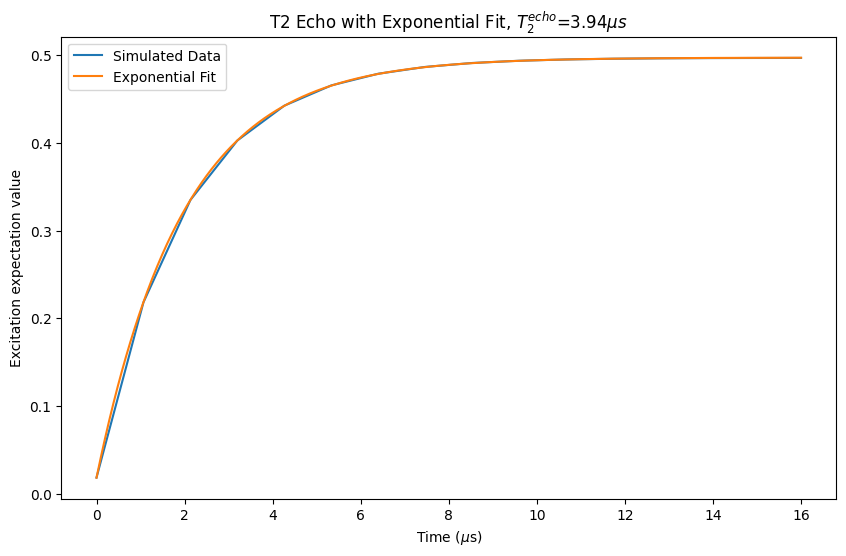 T2 Echo with Exponential Fit, $T_2^{echo}$=3.94$\mu s$
Simulated Data
Exponential Fit
Excitation expectation value
0.5
0.4
0.3
0.2
0.1
0.0
0 2 4 6 8 10 12 14 16
Time ($\mu$s)